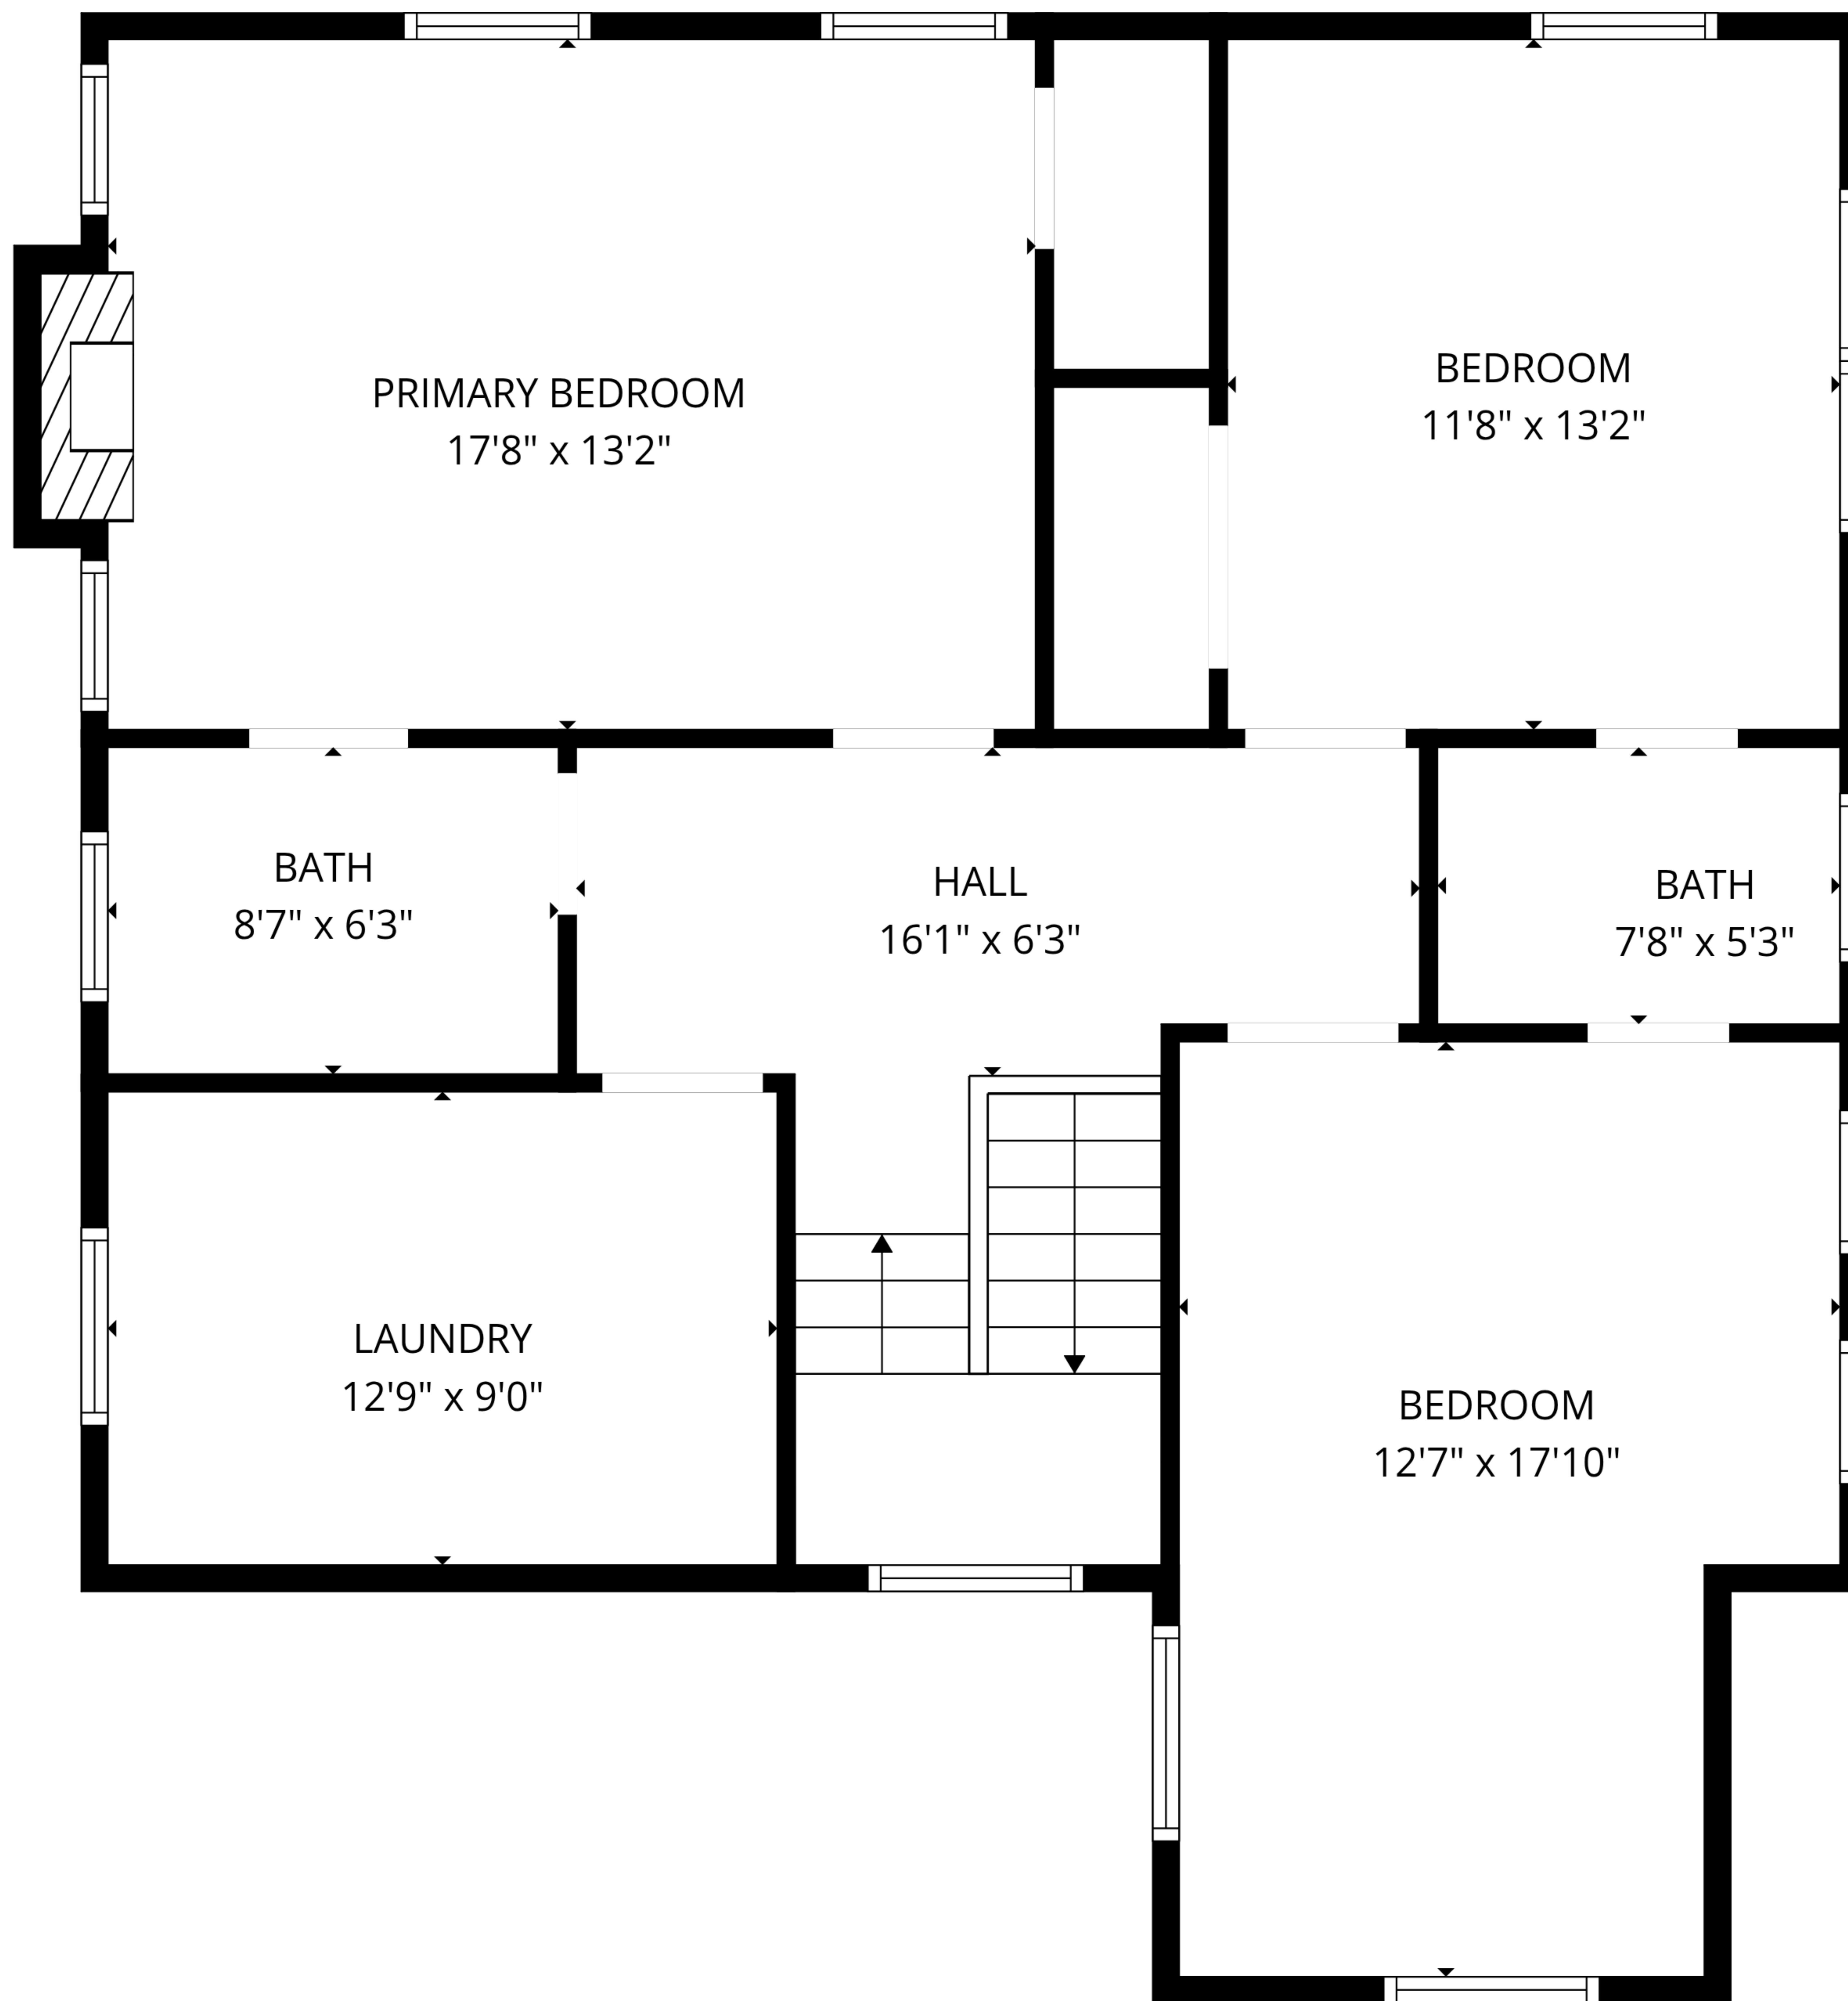 PRIMARY BEDROOM
17'8" x 13'2"
BEDROOM
11'8" x 13'2"
BATH
8'7" x 6'3"
HALL
16'1" x 6'3"
BATH
7'8" x 5'3"
LAUNDRY
12'9" x 9'0"
BEDROOM
12'7" x 17'10"